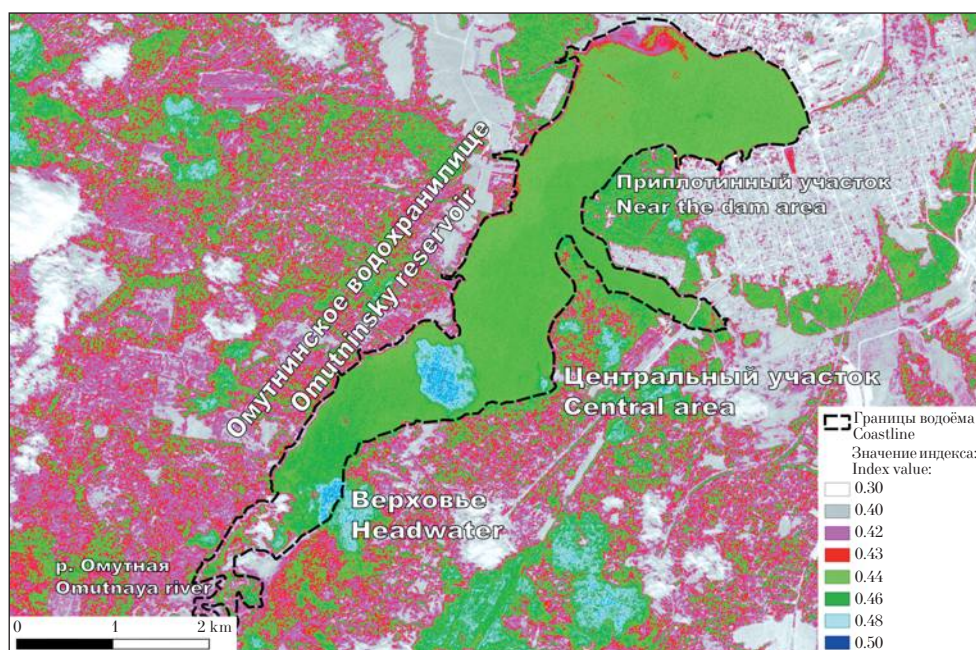 Омутнинское водохранилище
Omutninsky reservoir
Приплотинный участок
Near the dam area
Центральный участок
Central area
Верховье
Headwater
р. Омутная
Omutnaya river
0 1 2 km
Границы водоёма
Coastline
Значение индекса:
Index value:
0.30
0.40
0.42
0.43
0.44
0.46
0.48
0.50